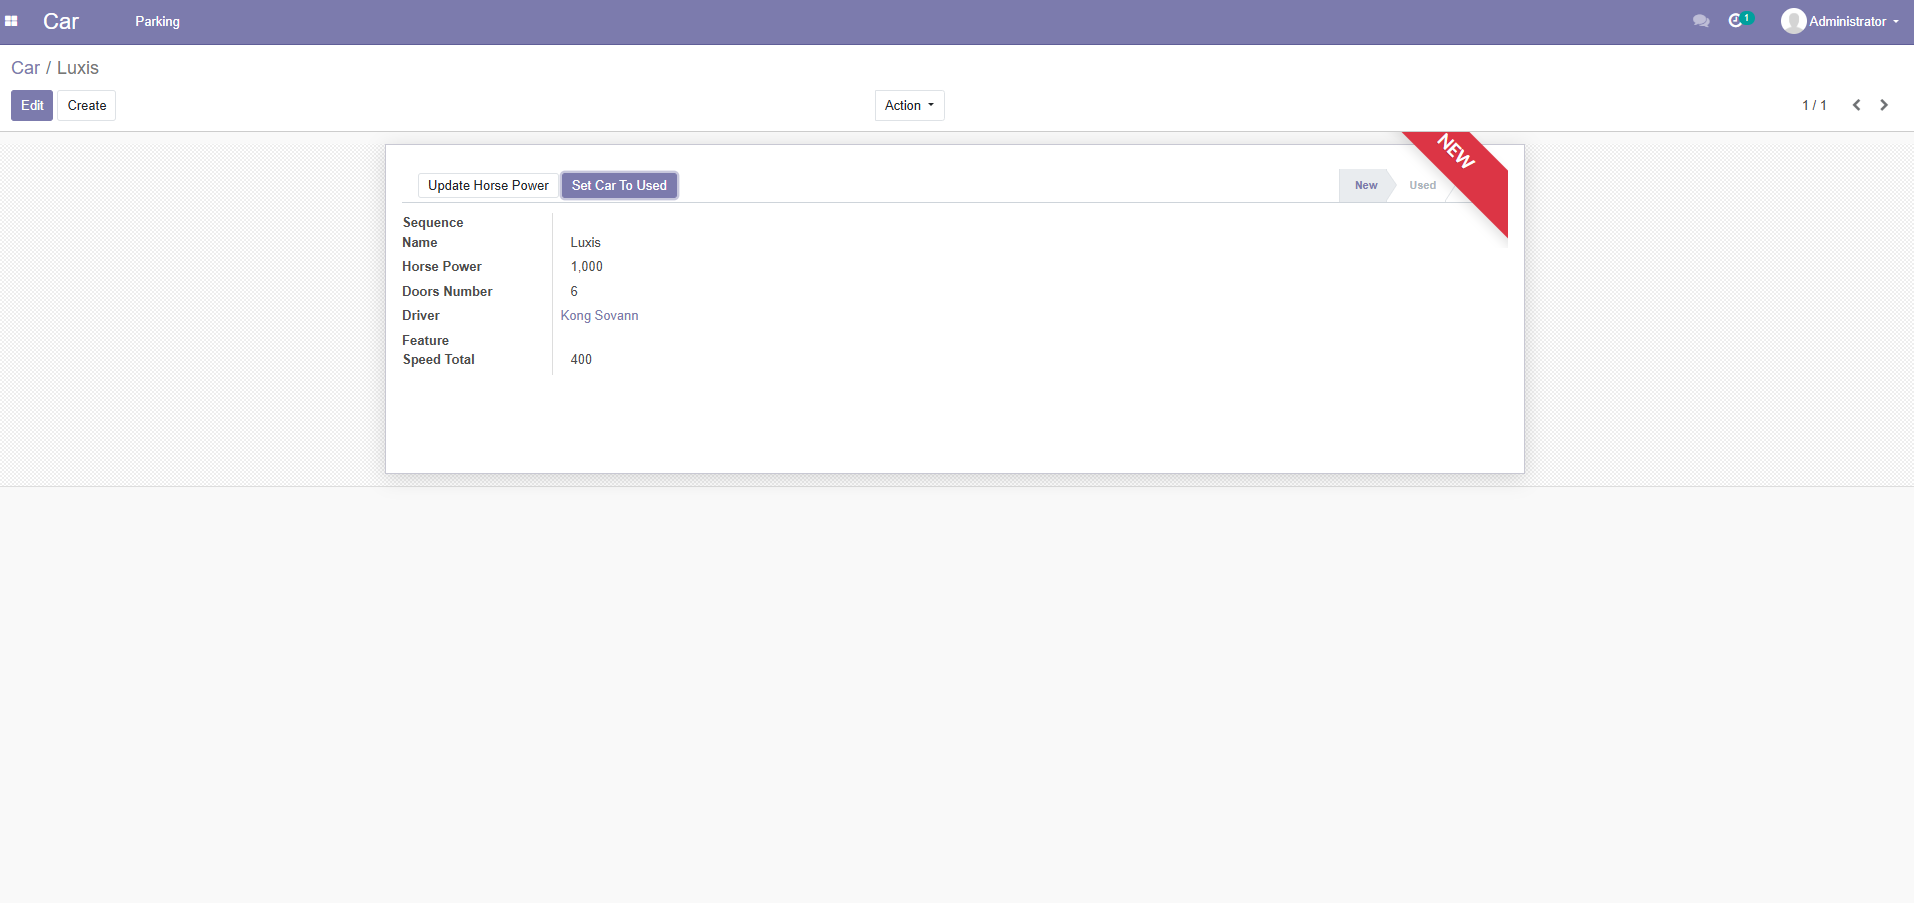 Car Parking 1 Administrator
Car / Luxis
Edit Create Action 1 / 1
NEW
Update Horse Power Set Car To Used New Used
Sequence
Name Luxis
Horse Power 1,000
Doors Number 6
Driver Kong Sovann
Feature
Speed Total 400